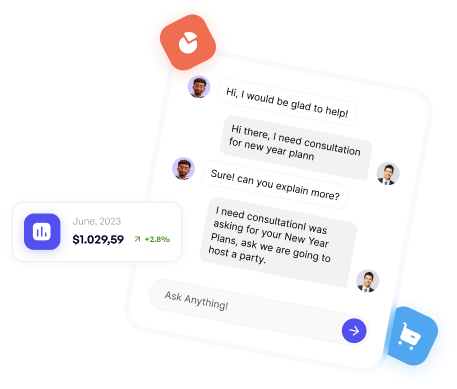 Hi, I would be glad to help!
Hi there, I need consultation
for new year plann
Sure! can you explain more?
June, 2023
$1.029,59
+2.8%
I need consultationI was
asking for your New Year
Plans, ask we are going to
host a party.
Ask Anything!